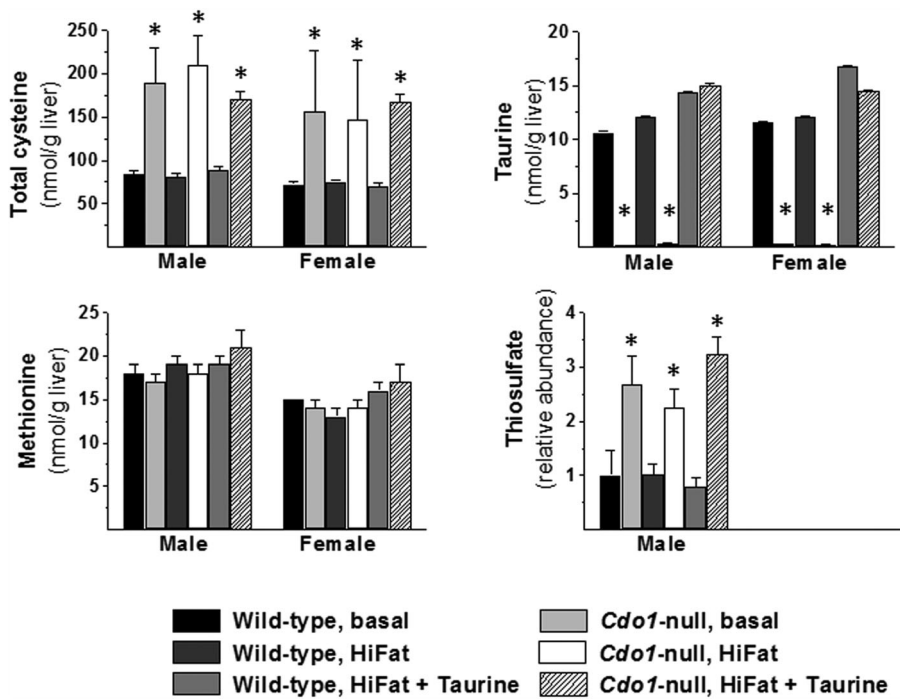 Total cysteine
(nmol/g liver)
250
200
150
100
50
* * * * * *
Male Female
Taurine
(nmol/g liver)
20
15
10
5
* * * *
Male Female
Methionine
(nmol/g liver)
25
20
15
10
5
Male Female
Thiosulfate
(relative abundance)
4
3
2
1
* * *
Male
Wild-type, basal
Wild-type, HiFat
Wild-type, HiFat + Taurine
Cdo1-null, basal
Cdo1-null, HiFat
Cdo1-null, HiFat + Taurine